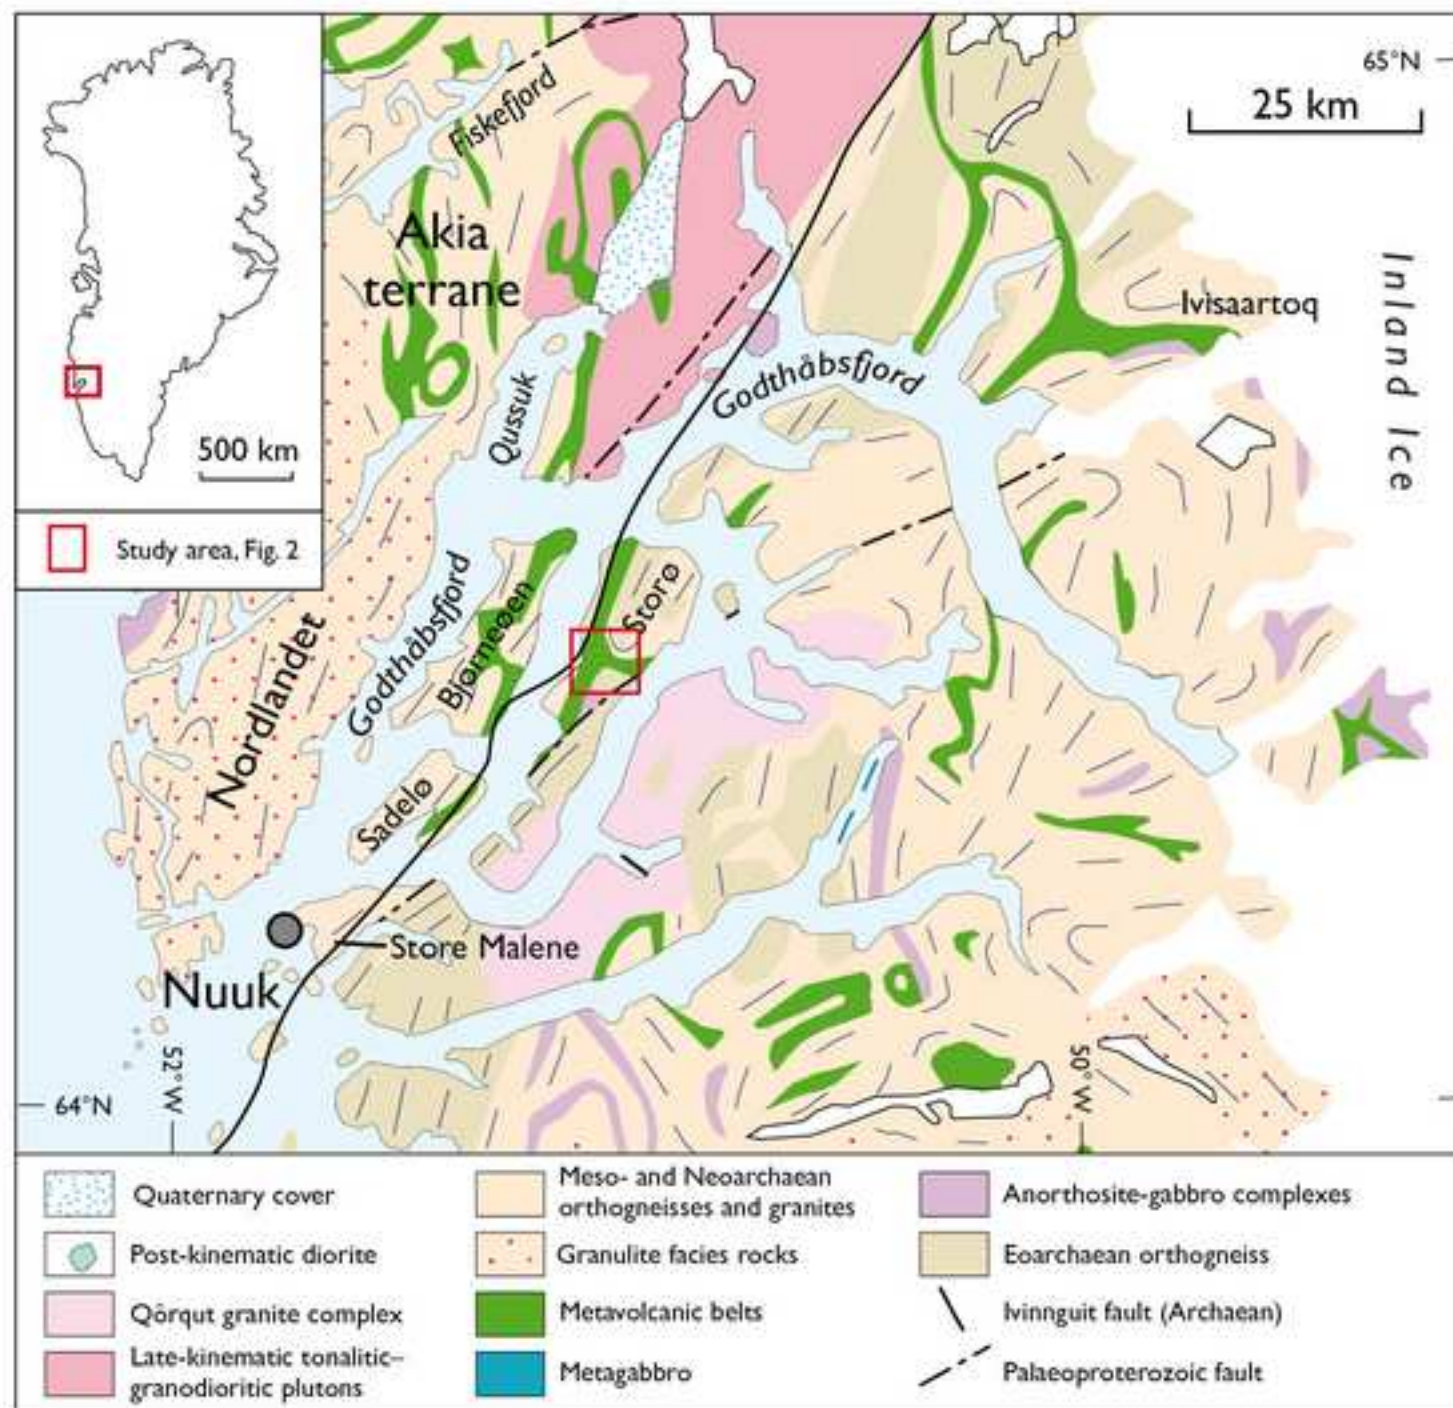 65°N
25 km
Fiskefjord
Akia
terrane
Inland Ice
Ivisaartoq
Godthåbsfjord
Qussuk
500 km
Study area, Fig. 2
Storø
Bjørneøen
Godthåbsfjord
Nordlandet
Sadelø
Store Malene
Nuuk
52°W
50°W
64°N
Quaternary cover
Post-kinematic diorite
Qôrqut granite complex
Late-kinematic tonalitic–
granodioritic plutons
Meso- and Neoarchaean
orthogneisses and granites
Granulite facies rocks
Metavolcanic belts
Metagabbro
Anorthosite-gabbro complexes
Eoarchaean orthogneiss
Ivinnguit fault (Archaean)
Palaeoproterozoic fault